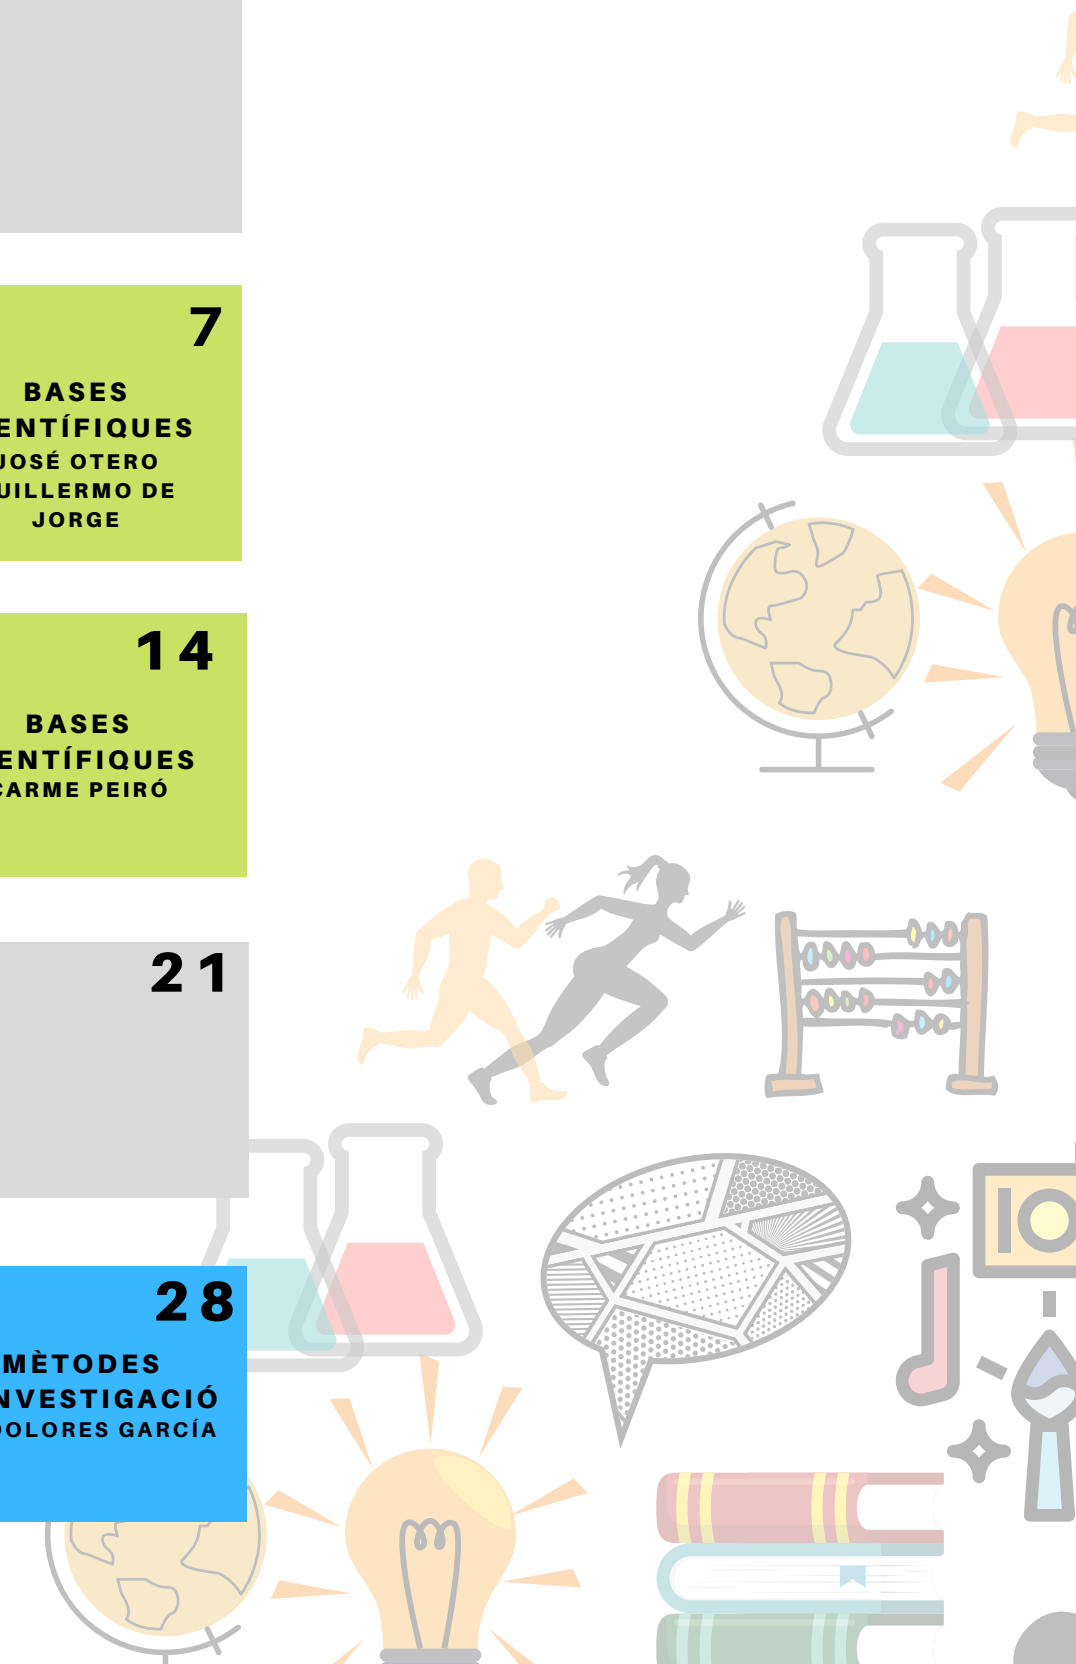 7
BASES
ENTÍFIQUES
JOSÉ OTERO
UILLERMO DE
JORGE
14
BASES
ENTÍFIQUES
CARME PEIRÓ
21
28
MÈTODES
NVESTIGACIÓ
DOLORES GARCÍA